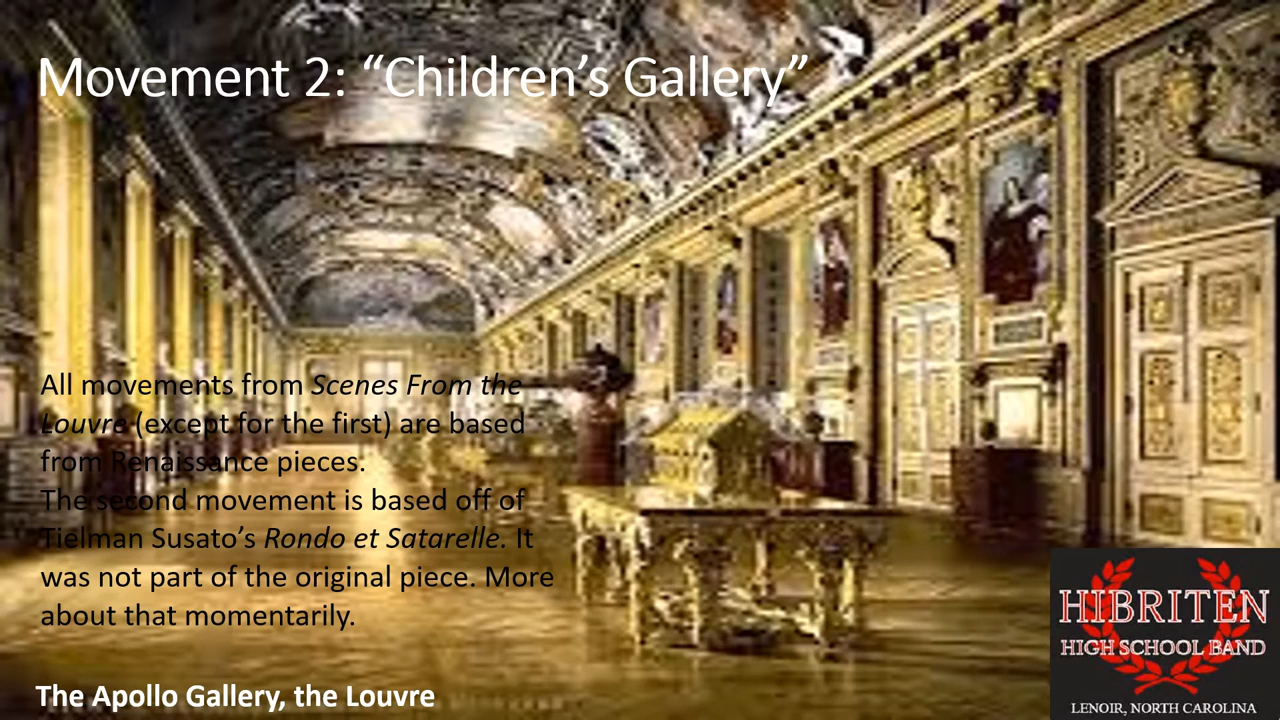 Movement 2: “Children’s Gallery”
All movements from Scenes From the
Louvre (except for the first) are based
from Renaissance pieces.
The second movement is based off of
Tielman Susato’s Rondo et Satarelle. It
was not part of the original piece. More
about that momentarily.
The Apollo Gallery, the Louvre
HIBRITEN
HIGH SCHOOL BAND
LENOIR, NORTH CAROLINA